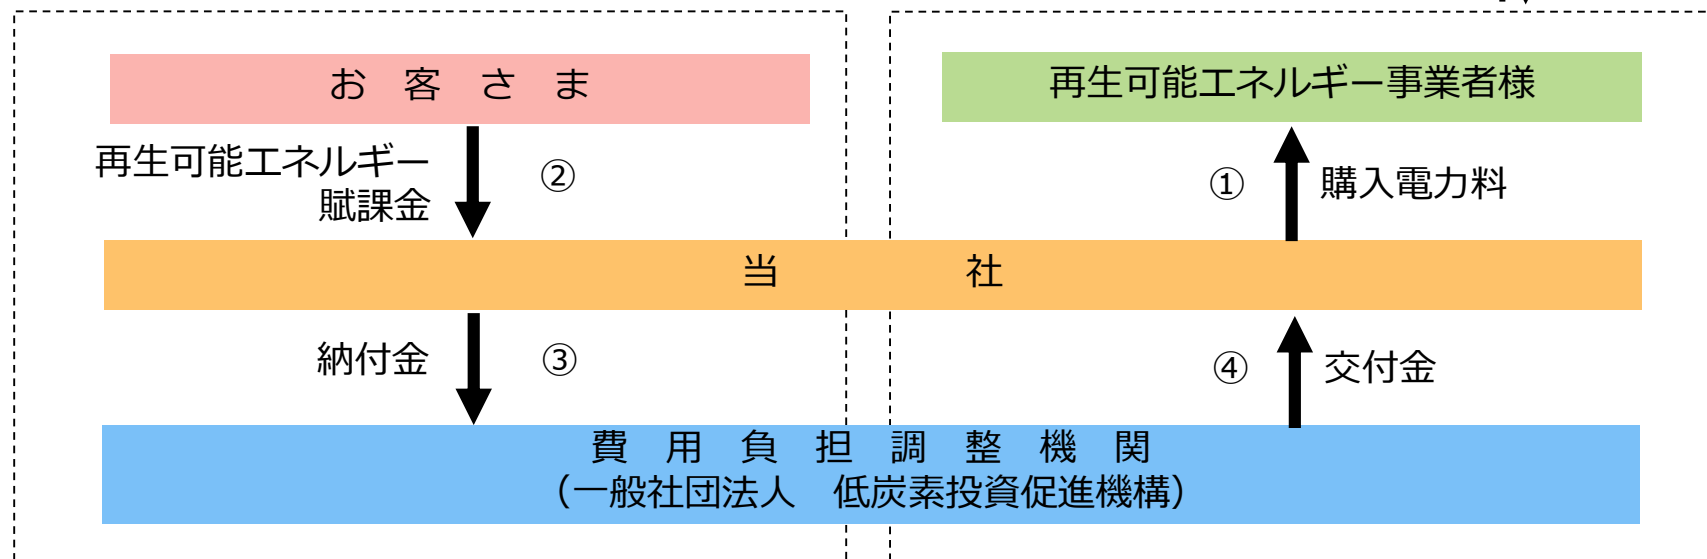 お 客 さ ま
再生可能エネルギー事業者様
再生可能エネルギー
賦課金
②
①
購入電力料
当 社
納付金
③
④
交付金
費 用 負 担 調 整 機 関
（一般社団法人 低炭素投資促進機構）